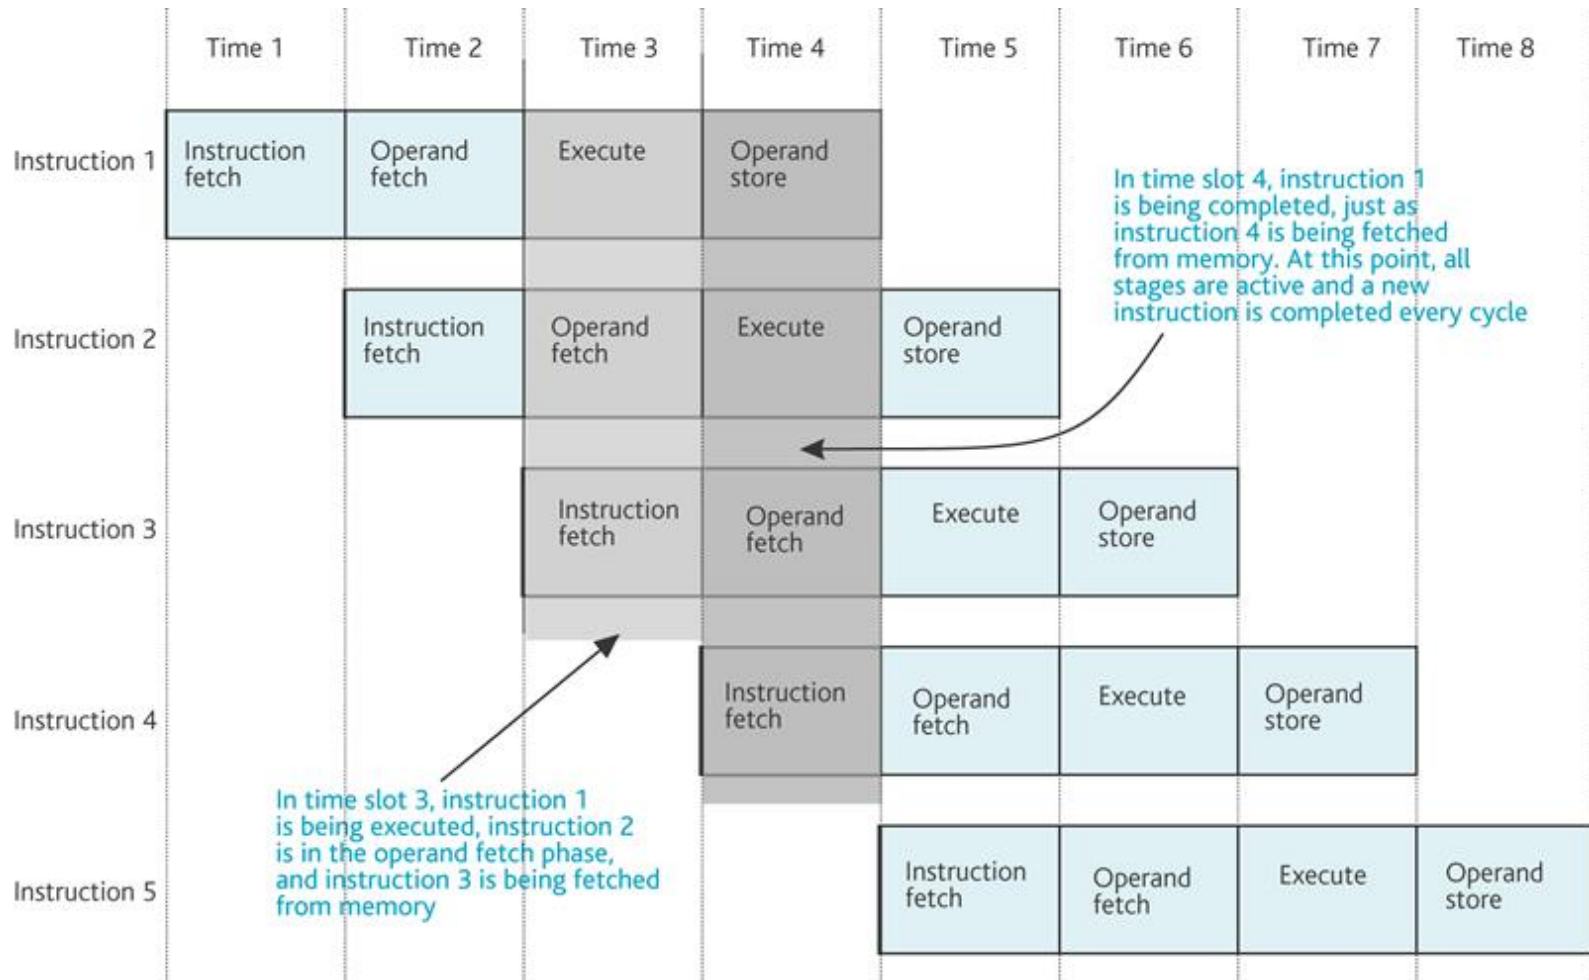 Time 1 Time 2 Time 3 Time 4 Time 5 Time 6 Time 7 Time 8
Instruction 1
Instruction
fetch
Operand
fetch
Execute
Operand
store
In time slot 4, instruction 1
is being completed, just as
instruction 4 is being fetched
from memory. At this point, all
stages are active and a new
instruction is completed every cycle
Instruction 2
Instruction
fetch
Operand
fetch
Execute
Operand
store
Instruction 3
Instruction
fetch
Operand
fetch
Execute
Operand
store
Instruction 4
Instruction
fetch
Operand
fetch
Execute
Operand
store
In time slot 3, instruction 1
is being executed, instruction 2
is in the operand fetch phase,
and instruction 3 is being fetched
from memory
Instruction 5
Instruction
fetch
Operand
fetch
Execute
Operand
store